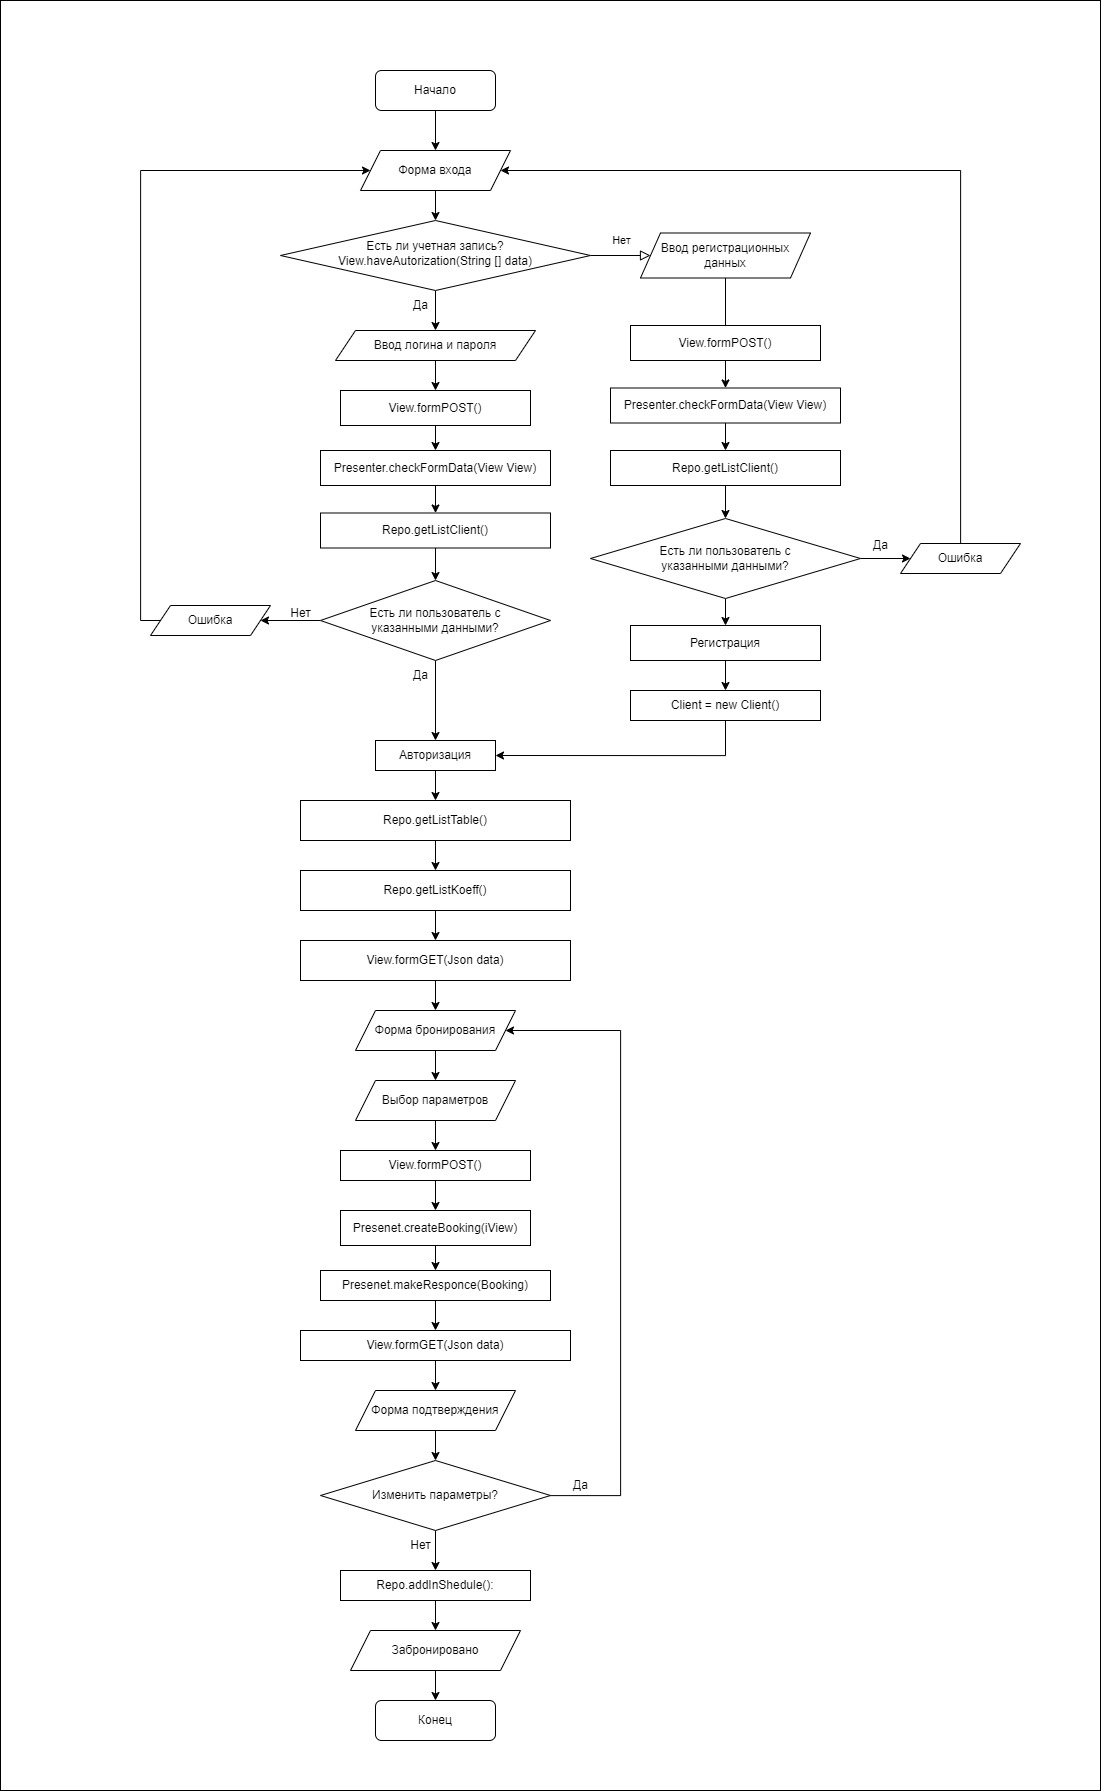 Начало
Форма входа
Есть ли учетная запись?
View.haveAutorization(String [] data)
Нет
Ввод регистрационных
данных
Да
Ввод логина и пароля
View.formPOST()
View.formPOST()
Presenter.checkFormData(View View)
Presenter.checkFormData(View View)
Repo.getListClient()
Repo.getListClient()
Есть ли пользователь с
указанными данными?
Да
Ошибка
Ошибка
Нет
Есть ли пользователь с
указанными данными?
Регистрация
Да
Client = new Client()
Авторизация
Repo.getListTable()
Repo.getListKoeff()
View.formGET(Json data)
Форма бронирования
Выбор параметров
View.formPOST()
Presenet.createBooking(iView)
Presenet.makeResponce(Booking)
View.formGET(Json data)
Форма подтверждения
Изменить параметры?
Да
Нет
Repo.addInShedule():
Забронировано
Конец